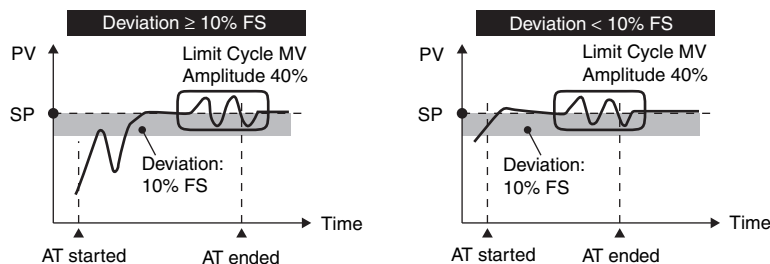 Deviation ≥ 10% FS
PV
Limit Cycle MV
Amplitude 40%
SP
Deviation:
10% FS
Time
AT started
AT ended
Deviation < 10% FS
PV
Limit Cycle MV
Amplitude 40%
SP
Deviation:
10% FS
Time
AT started
AT ended